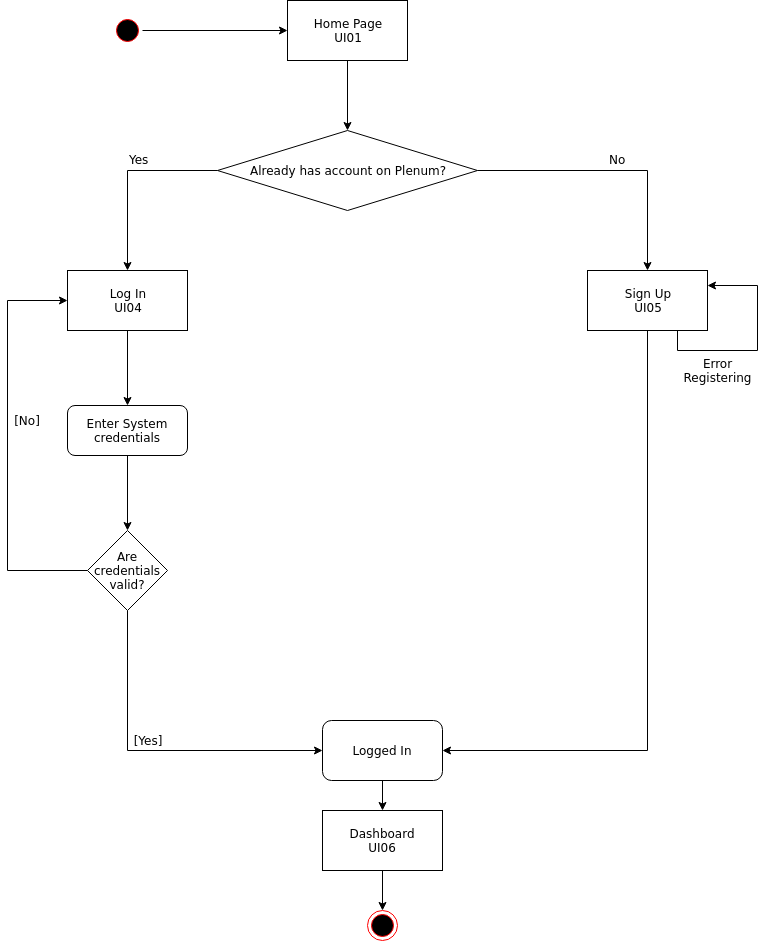 Home Page
UI01
Already has account on Plenum?
Yes
No
Log In
UI04
Sign Up
UI05
Error
Registering
[No]
Enter System
credentials
Are
credentials
valid?
[Yes]
Logged In
Dashboard
UI06